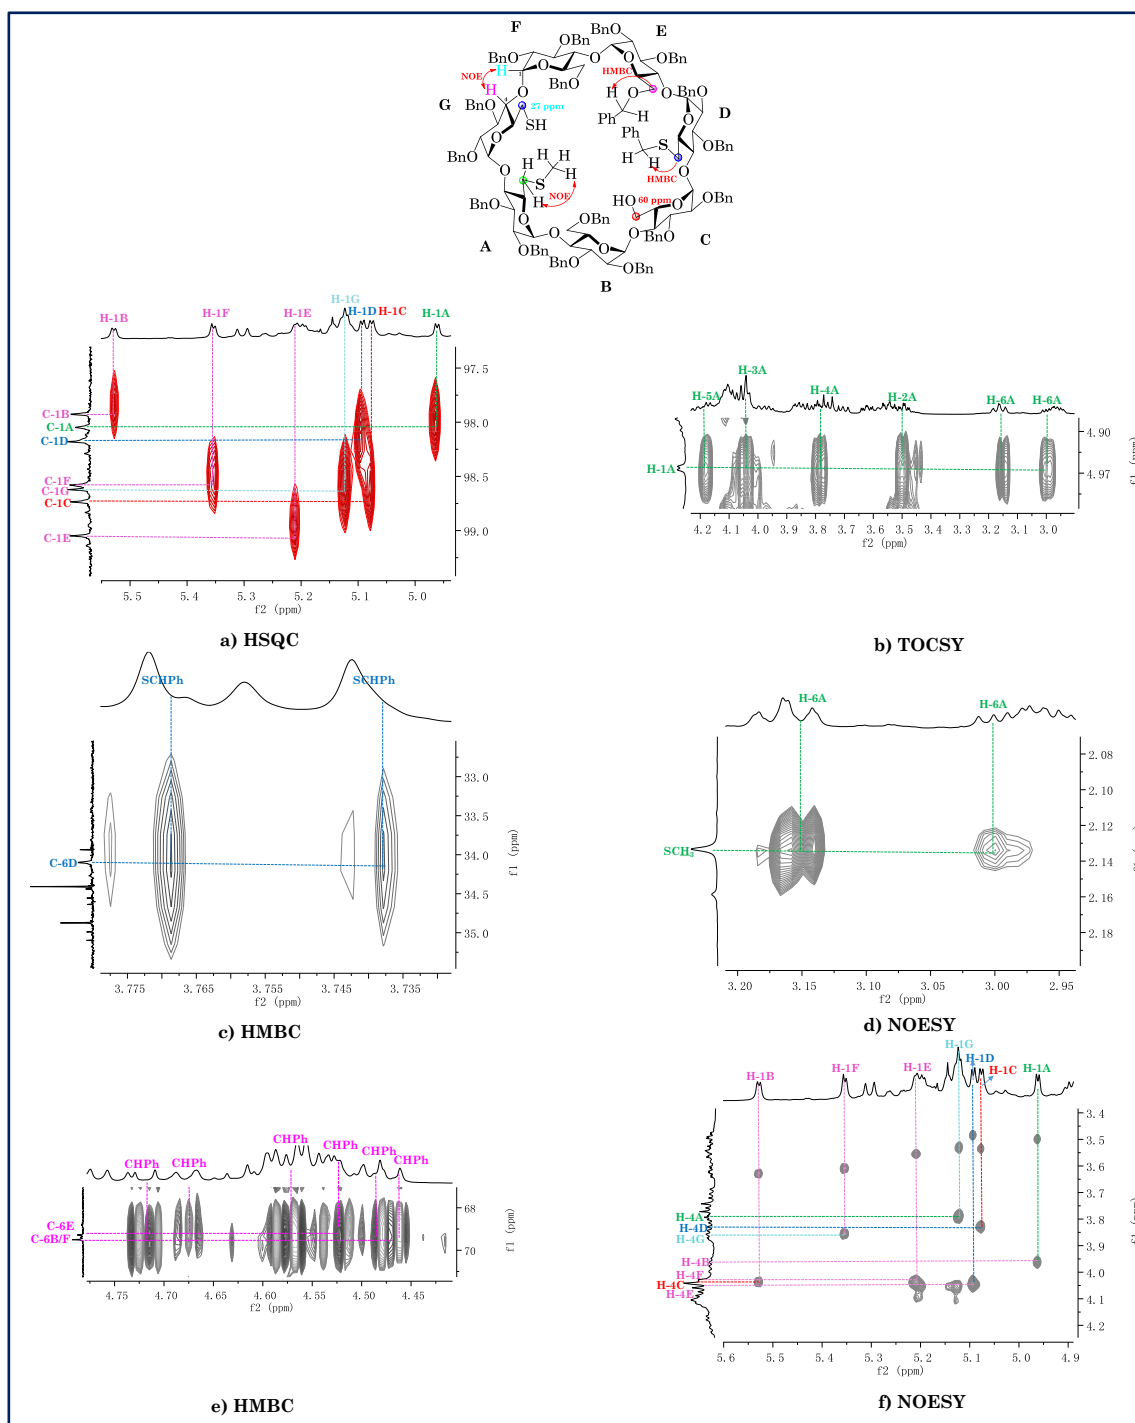 F
E
OBn
OBn
OBn
BnO
OBn
OBn
BnO
H
O
O
O
HMBC
NOE
1
BnO
H
H
O
O
BnO
G
BnO
4
O
27 ppm
Ph
H
O
D
SH
Ph
O
OBn
BnO
H
H
S
O
H
H
H
H
HMBC
S
O
H
NOE
HO
60 ppm
O
OBn
BnO
OBn
OBn
OBn
C
A
O
BnO
OBn
BnO
OBn
OBn
B
H-1B
H-1F
H-1E
H-1G
H-1D
H-1C
H-1A
97.5
98.0
98.5
99.0
C-1B
C-1A
C-1D
C-1F
C-1G
C-1C
C-1E
5.5 5.4 5.3 5.2 5.1 5.0
f2 (ppm)
a) HSQC
H-5A
H-3A
H-4A
H-2A
H-6A
H-6A
H-1A
4.90
4.97
f1 (ppm)
4.2 4.1 4.0 3.9 3.8 3.7 3.6 3.5 3.4 3.3 3.2 3.1 3.0
f2 (ppm)
b) TOCSY
SCHPh
SCHPh
C-6D
33.0
33.5
34.0
34.5
35.0
f1 (ppm)
3.775 3.765 3.755 3.745 3.735
f2 (ppm)
c) HMBC
H-6A
H-6A
SCH3
2.08
2.10
2.12
2.14
2.16
2.18
3.20 3.15 3.10 3.05 3.00 2.95
f2 (ppm)
d) NOESY
CHPh
CHPh
CHPh
CHPh
CHPh
CHPh
C-6E
C-6B/F
68
70
f1 (ppm)
4.75 4.70 4.65 4.60 4.55 4.50 4.45
f2 (ppm)
e) HMBC
H-1B
H-1F
H-1E
H-1G
H-1D
H-1C
H-1A
H-4A
H-4D
H-4G
H-4B
H-4F
H-4C
H-4E
3.4
3.5
3.6
3.7
3.8
3.9
4.0
4.1
4.2
f1 (ppm)
5.6 5.5 5.4 5.3 5.2 5.1 5.0 4.9
f2 (ppm)
f) NOESY